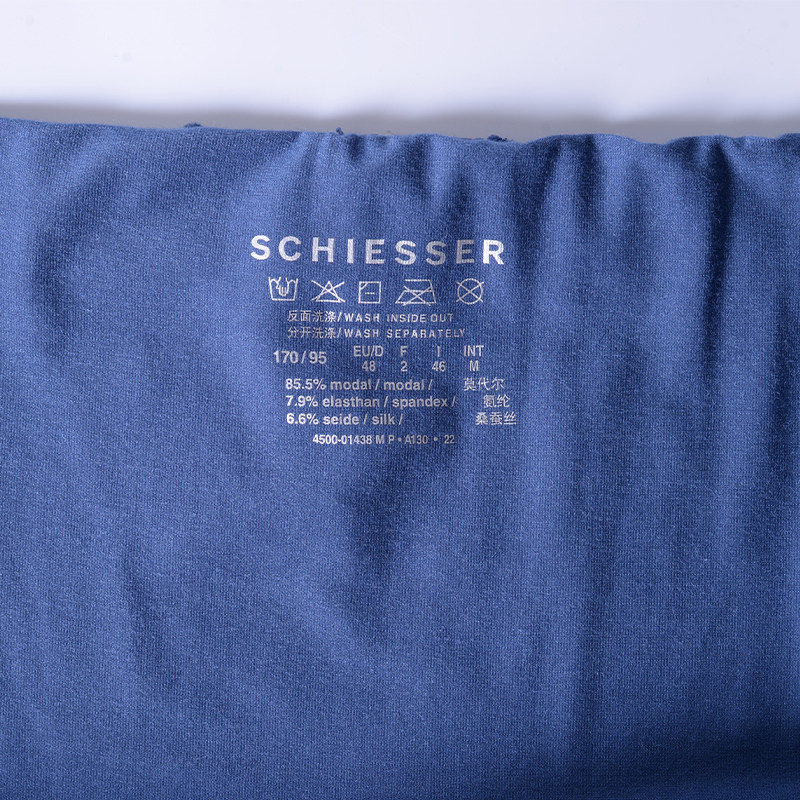 SCHIESSER
反面洗涤/WASH INSIDE OUT
分开洗涤/WASH SEPARATELY
170/95 EU/D 48 F 2 I 46 INT M
85.5% modal / modal / 莫代尔
7.9% elasthan / spandex / 氨纶
6.6% seide / silk / 桑蚕丝
4500-01438 M P • A130 • 22